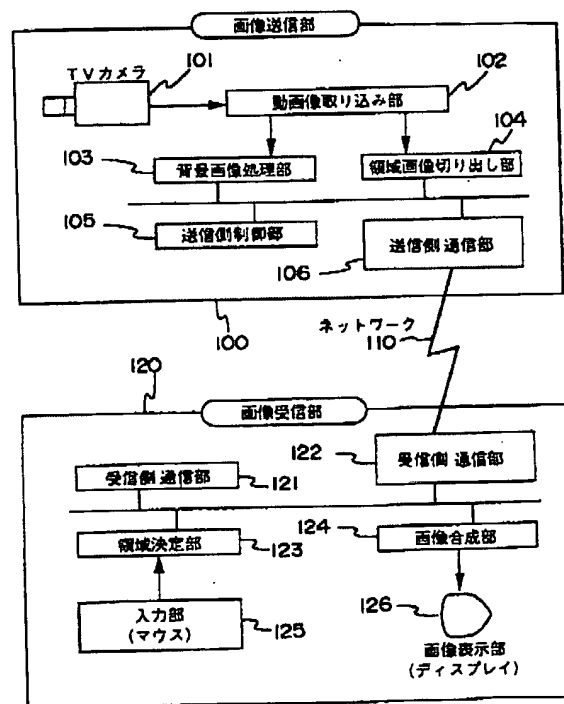 画像送信部
TVカメラ
101
102
動画像取り込み部
103
104
背景画像処理部
領域画像切り出し部
105
送信側制御部
送信側 通信部
106
100
ネットワーク
110
120
画像受信部
122
受信側 通信部
受信側 通信部
121
124
領域決定部
123
画像合成部
入力部
(マウス)
125
126
画像表示部
(ディスプレイ)